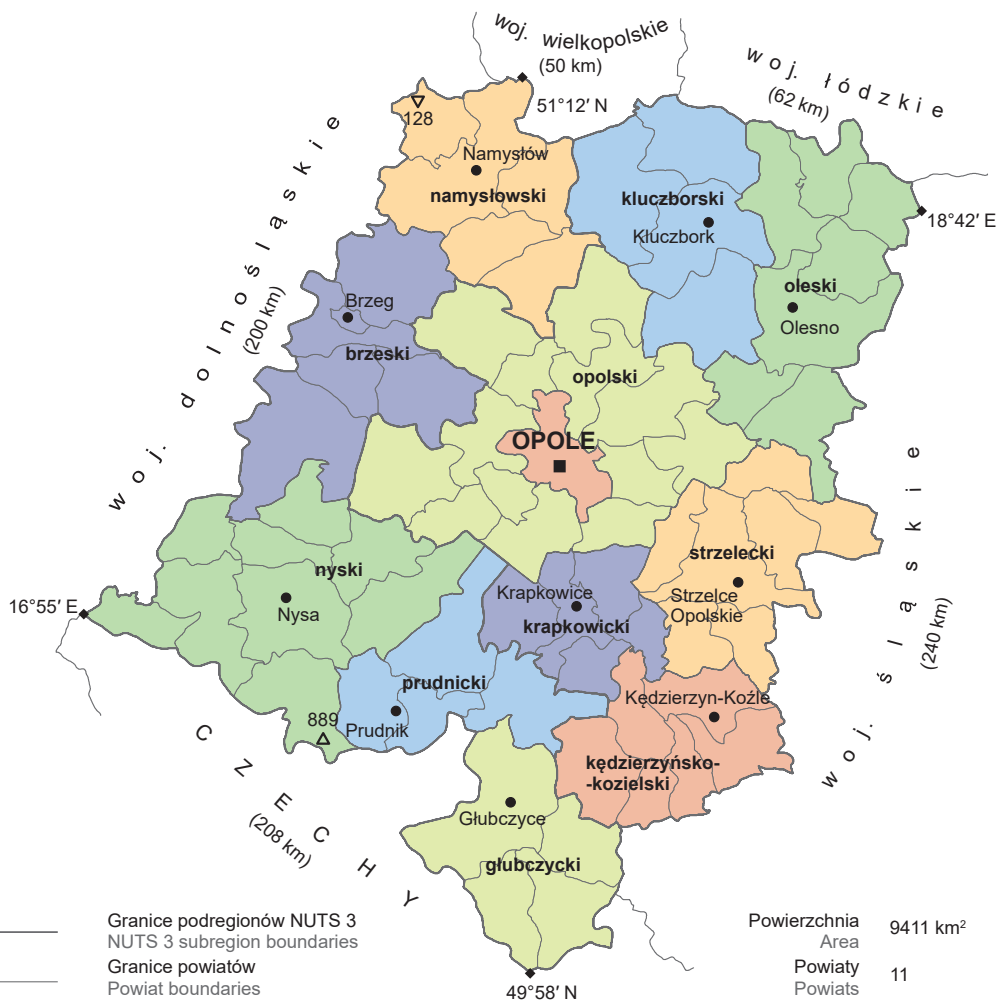 woj. wielkopolskie
(50 km)
woj. łódzkie
(62 km)
51°12′ N
128
Namysłów
namysłowski
kluczborski
Kluczbork
18°42′ E
woj. dolnośląskie
(200 km)
Brzeg
brzeski
oleski
Olesno
opolski
OPOLE
strzelecki
Strzelce
Opolskie
nyski
Nysa
16°55′ E
Krapkowice
krapkowicki
woj. śląskie
(240 km)
prudnicki
Prudnik
889
Kędzierzyn-Koźle
kędzierzyńsko-
-kozielski
CZECHY
(208 km)
Głubczyce
głubczycki
49°58′ N
Granice podregionów NUTS 3
NUTS 3 subregion boundaries
Granice powiatów
Powiat boundaries
Powierzchnia 9411 km²
Area
Powiaty 11
Powiats